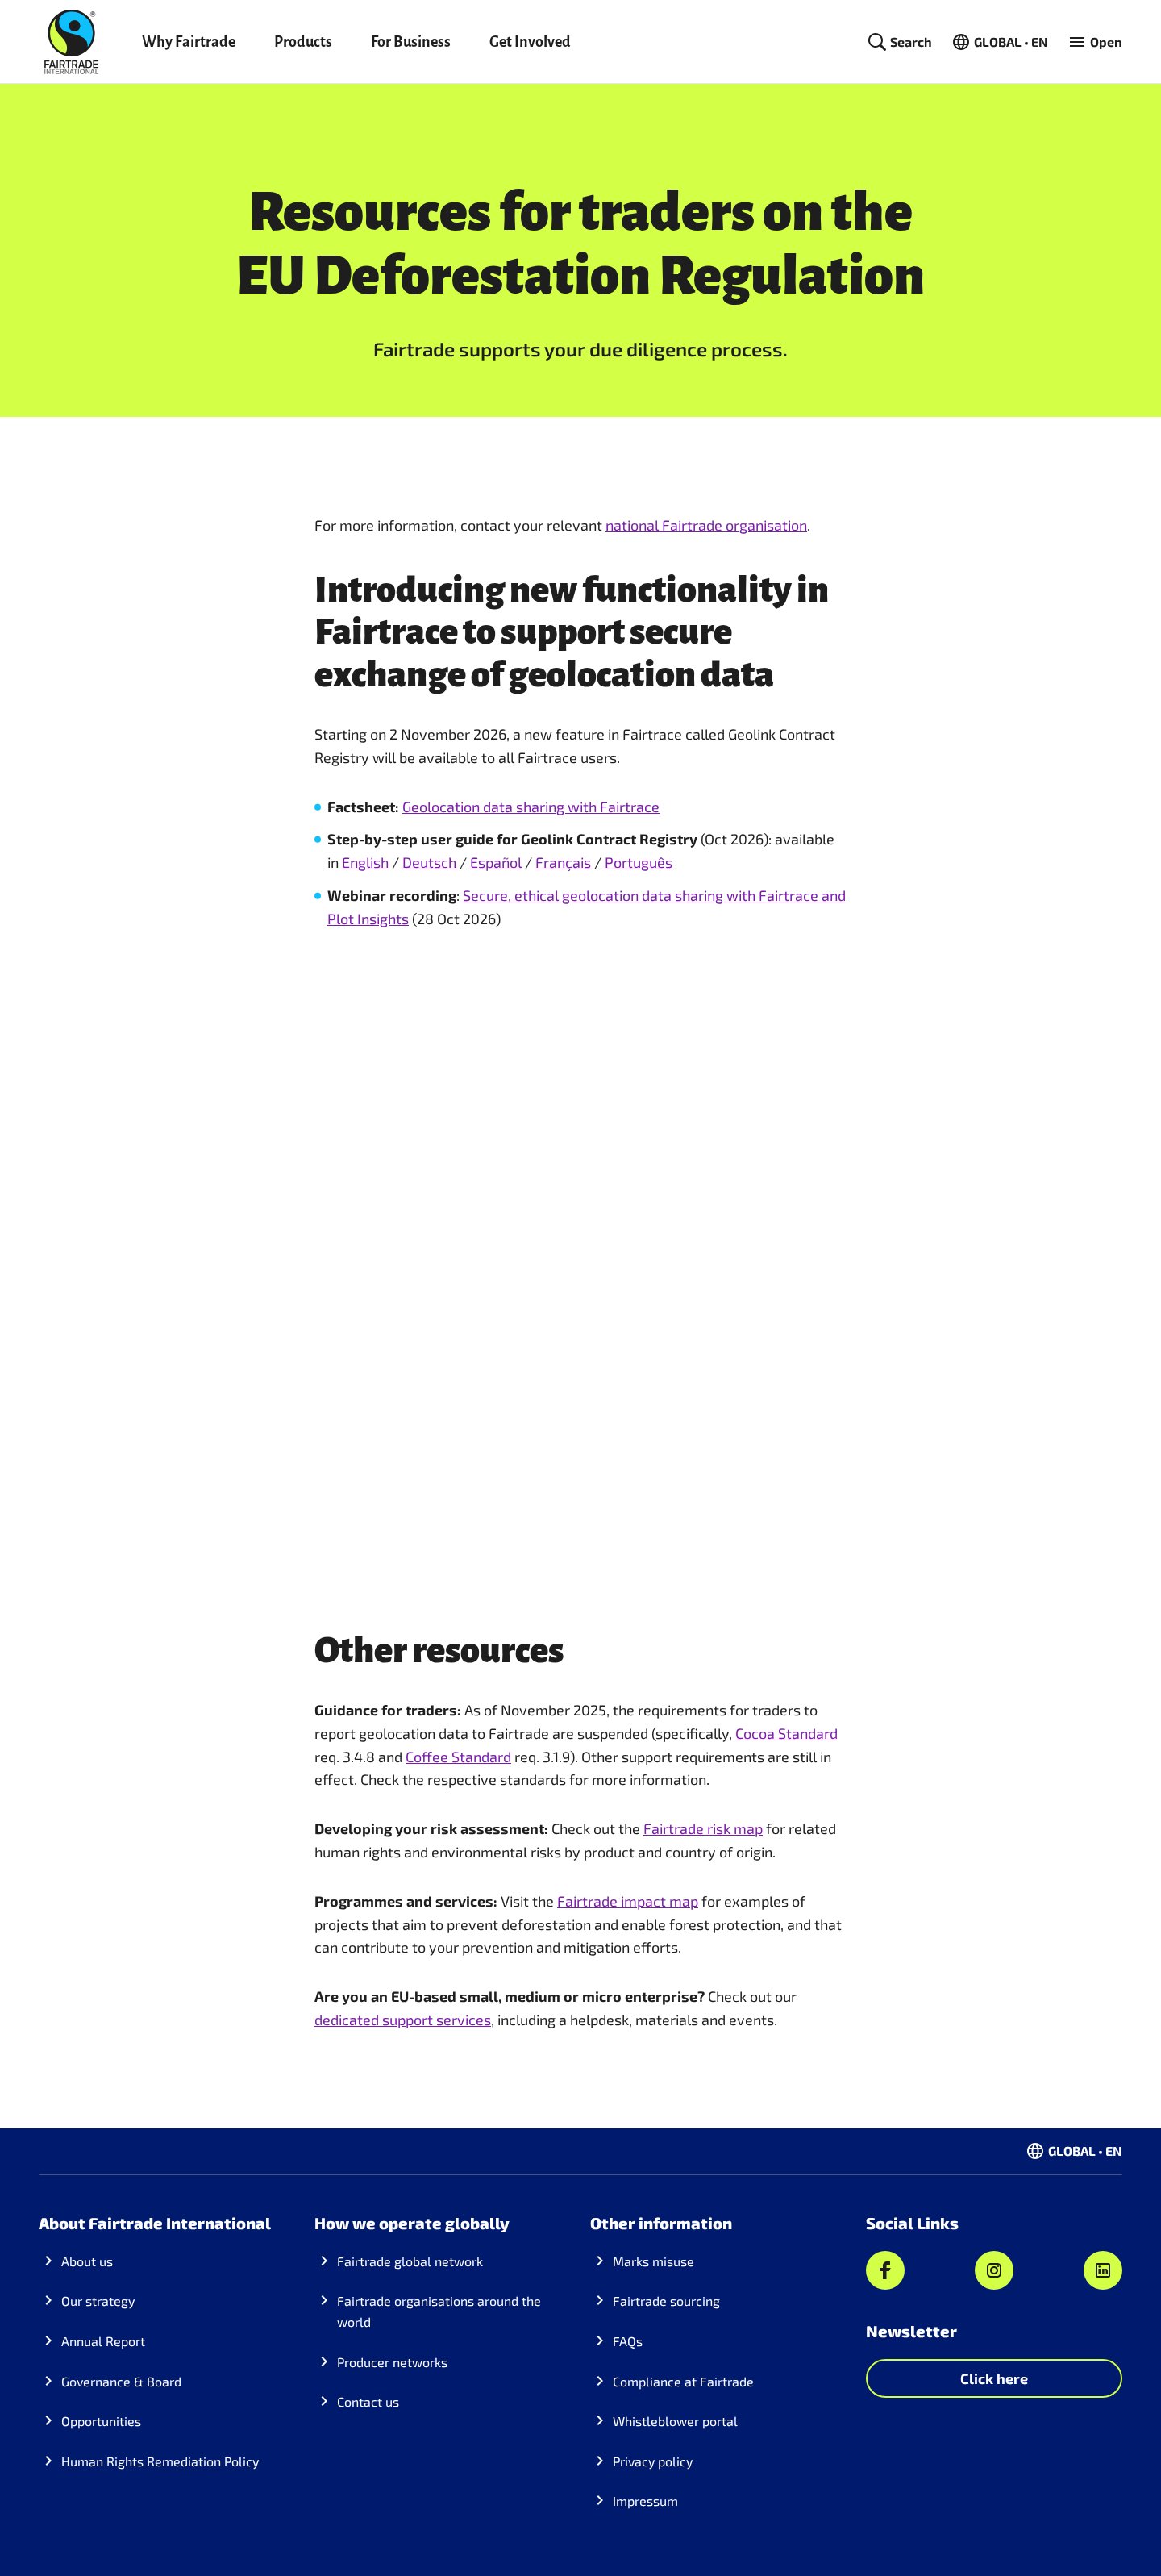 FAIRTRADE
INTERNATIONAL
®
Why Fairtrade
Products
For Business
Get Involved
Search
GLOBAL • EN
Open
Resources for traders on the
EU Deforestation Regulation
Fairtrade supports your due diligence process.
For more information, contact your relevant national Fairtrade organisation.
Introducing new functionality in
Fairtrace to support secure
exchange of geolocation data
Starting on 2 November 2026, a new feature in Fairtrace called Geolink Contract
Registry will be available to all Fairtrace users.
Factsheet: Geolocation data sharing with Fairtrace
Step-by-step user guide for Geolink Contract Registry (Oct 2026): available
in English / Deutsch / Español / Français / Português
Webinar recording: Secure, ethical geolocation data sharing with Fairtrace and
Plot Insights (28 Oct 2026)
Other resources
Guidance for traders: As of November 2025, the requirements for traders to
report geolocation data to Fairtrade are suspended (specifically, Cocoa Standard
req. 3.4.8 and Coffee Standard req. 3.1.9). Other support requirements are still in
effect. Check the respective standards for more information.
Developing your risk assessment: Check out the Fairtrade risk map for related
human rights and environmental risks by product and country of origin.
Programmes and services: Visit the Fairtrade impact map for examples of
projects that aim to prevent deforestation and enable forest protection, and that
can contribute to your prevention and mitigation efforts.
Are you an EU-based small, medium or micro enterprise? Check out our
dedicated support services, including a helpdesk, materials and events.
GLOBAL • EN
About Fairtrade International
About us
Our strategy
Annual Report
Governance & Board
Opportunities
Human Rights Remediation Policy
How we operate globally
Fairtrade global network
Fairtrade organisations around the
world
Producer networks
Contact us
Other information
Marks misuse
Fairtrade sourcing
FAQs
Compliance at Fairtrade
Whistleblower portal
Privacy policy
Impressum
Social Links
Newsletter
Click here